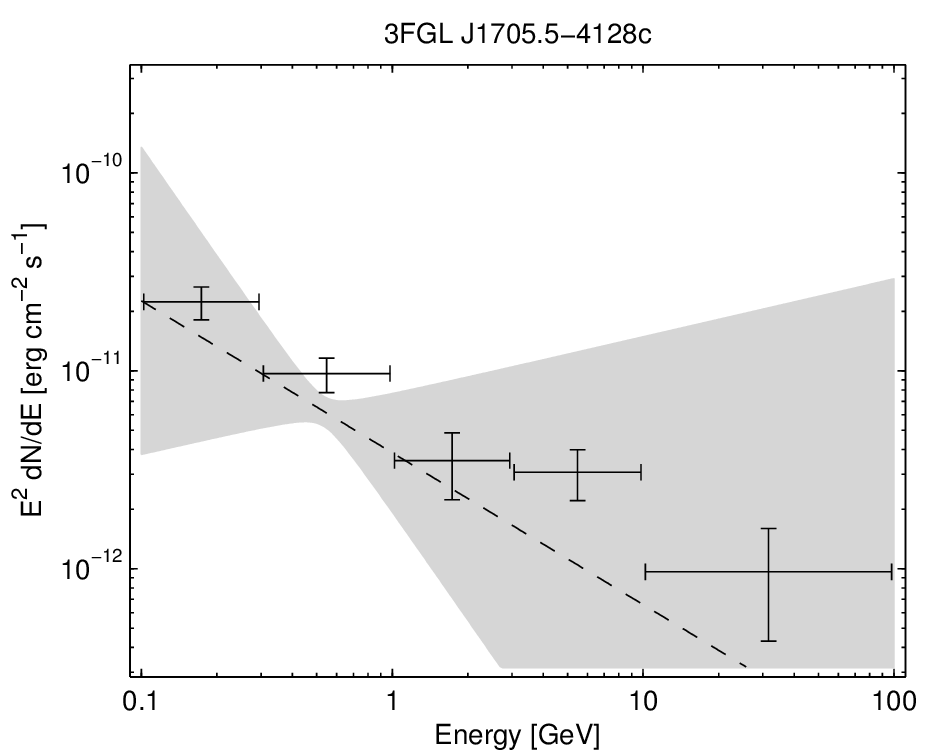 3FGL J1705.5−4128c
E² dN/dE [erg cm⁻² s⁻¹]
10⁻¹⁰
10⁻¹¹
10⁻¹²
0.1 1 10 100
Energy [GeV]